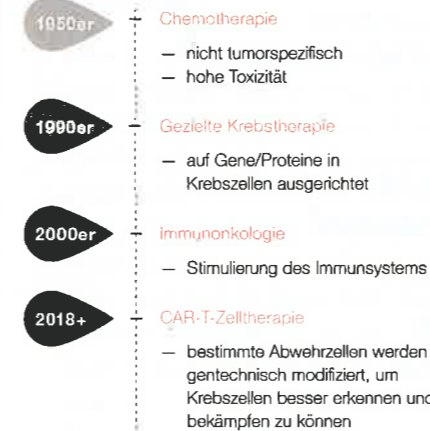 1950er
Chemotherapie
— nicht tumorspezifisch
— hohe Toxizität
1990er
Gezielte Krebstherapie
— auf Gene/Proteine in
Krebszellen ausgerichtet
2000er
Immunonkologie
— Stimulierung des Immunsystems
2018+
CAR-T-Zelltherapie
— bestimmte Abwehrzellen werden
gentechnisch modifiziert, um
Krebszellen besser erkennen und
bekämpfen zu können